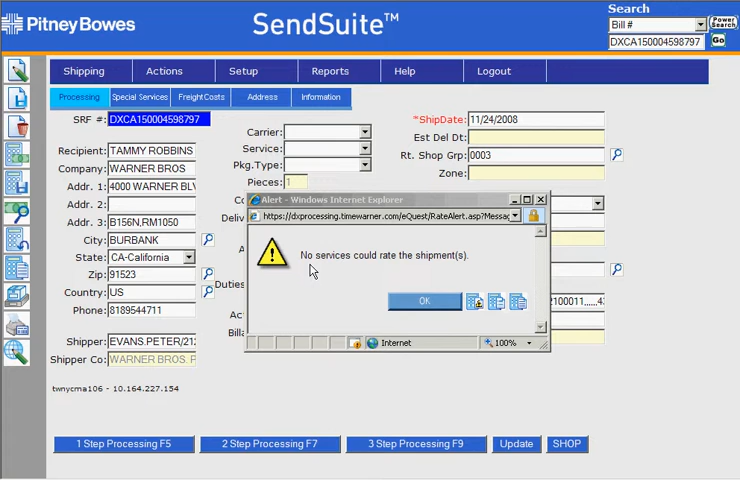 Pitney Bowes
SendSuite™
Search
Bill #
Power Search
DXCA150004598797
Go
Shipping
Actions
Setup
Reports
Help
Logout
Processing
Special Services
Freight Costs
Address
Information
SRF #: DXCA150004598797
Recipient: TAMMY ROBBINS
Company: WARNER BROS
Addr. 1: 4000 WARNER BLV
Addr. 2:
Addr. 3: B156N,RM1050
City: BURBANK
State: CA-California
Zip: 91523
Country: US
Phone: 8189544711
Shipper: EVANS.PETER/212
Shipper Co: WARNER BROS. P
Carrier:
Service:
Pkg.Type:
Pieces: 1
Deliv
Duties
*ShipDate: 11/24/2008
Est Del Dt:
Rt. Shop Grp: 0003
Zone:
Alert - Windows Internet Explorer
https://dxprocessing.timewarner.com/eQuest/RateAlert.asp?Messag
No services could rate the shipment(s).
OK
Internet
100%
twnycma106 - 10.164.227.154
1 Step Processing F5
2 Step Processing F7
3 Step Processing F9
Update
SHOP